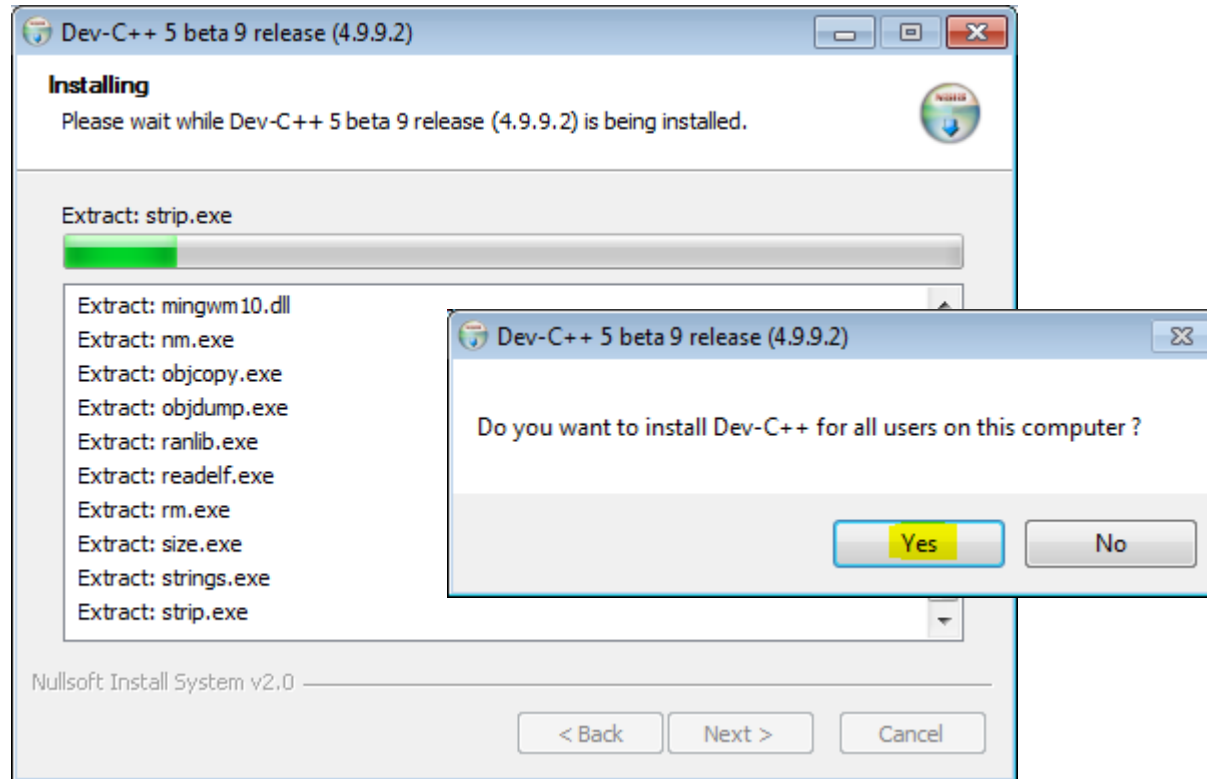 Dev-C++ 5 beta 9 release (4.9.9.2)
Installing
Please wait while Dev-C++ 5 beta 9 release (4.9.9.2) is being installed.
Extract: strip.exe
Extract: mingwm10.dll
Extract: nm.exe
Extract: objcopy.exe
Extract: objdump.exe
Extract: ranlib.exe
Extract: readelf.exe
Extract: rm.exe
Extract: size.exe
Extract: strings.exe
Extract: strip.exe
Dev-C++ 5 beta 9 release (4.9.9.2)
Do you want to install Dev-C++ for all users on this computer ?
Yes No
Nullsoft Install System v2.0
< Back Next > Cancel